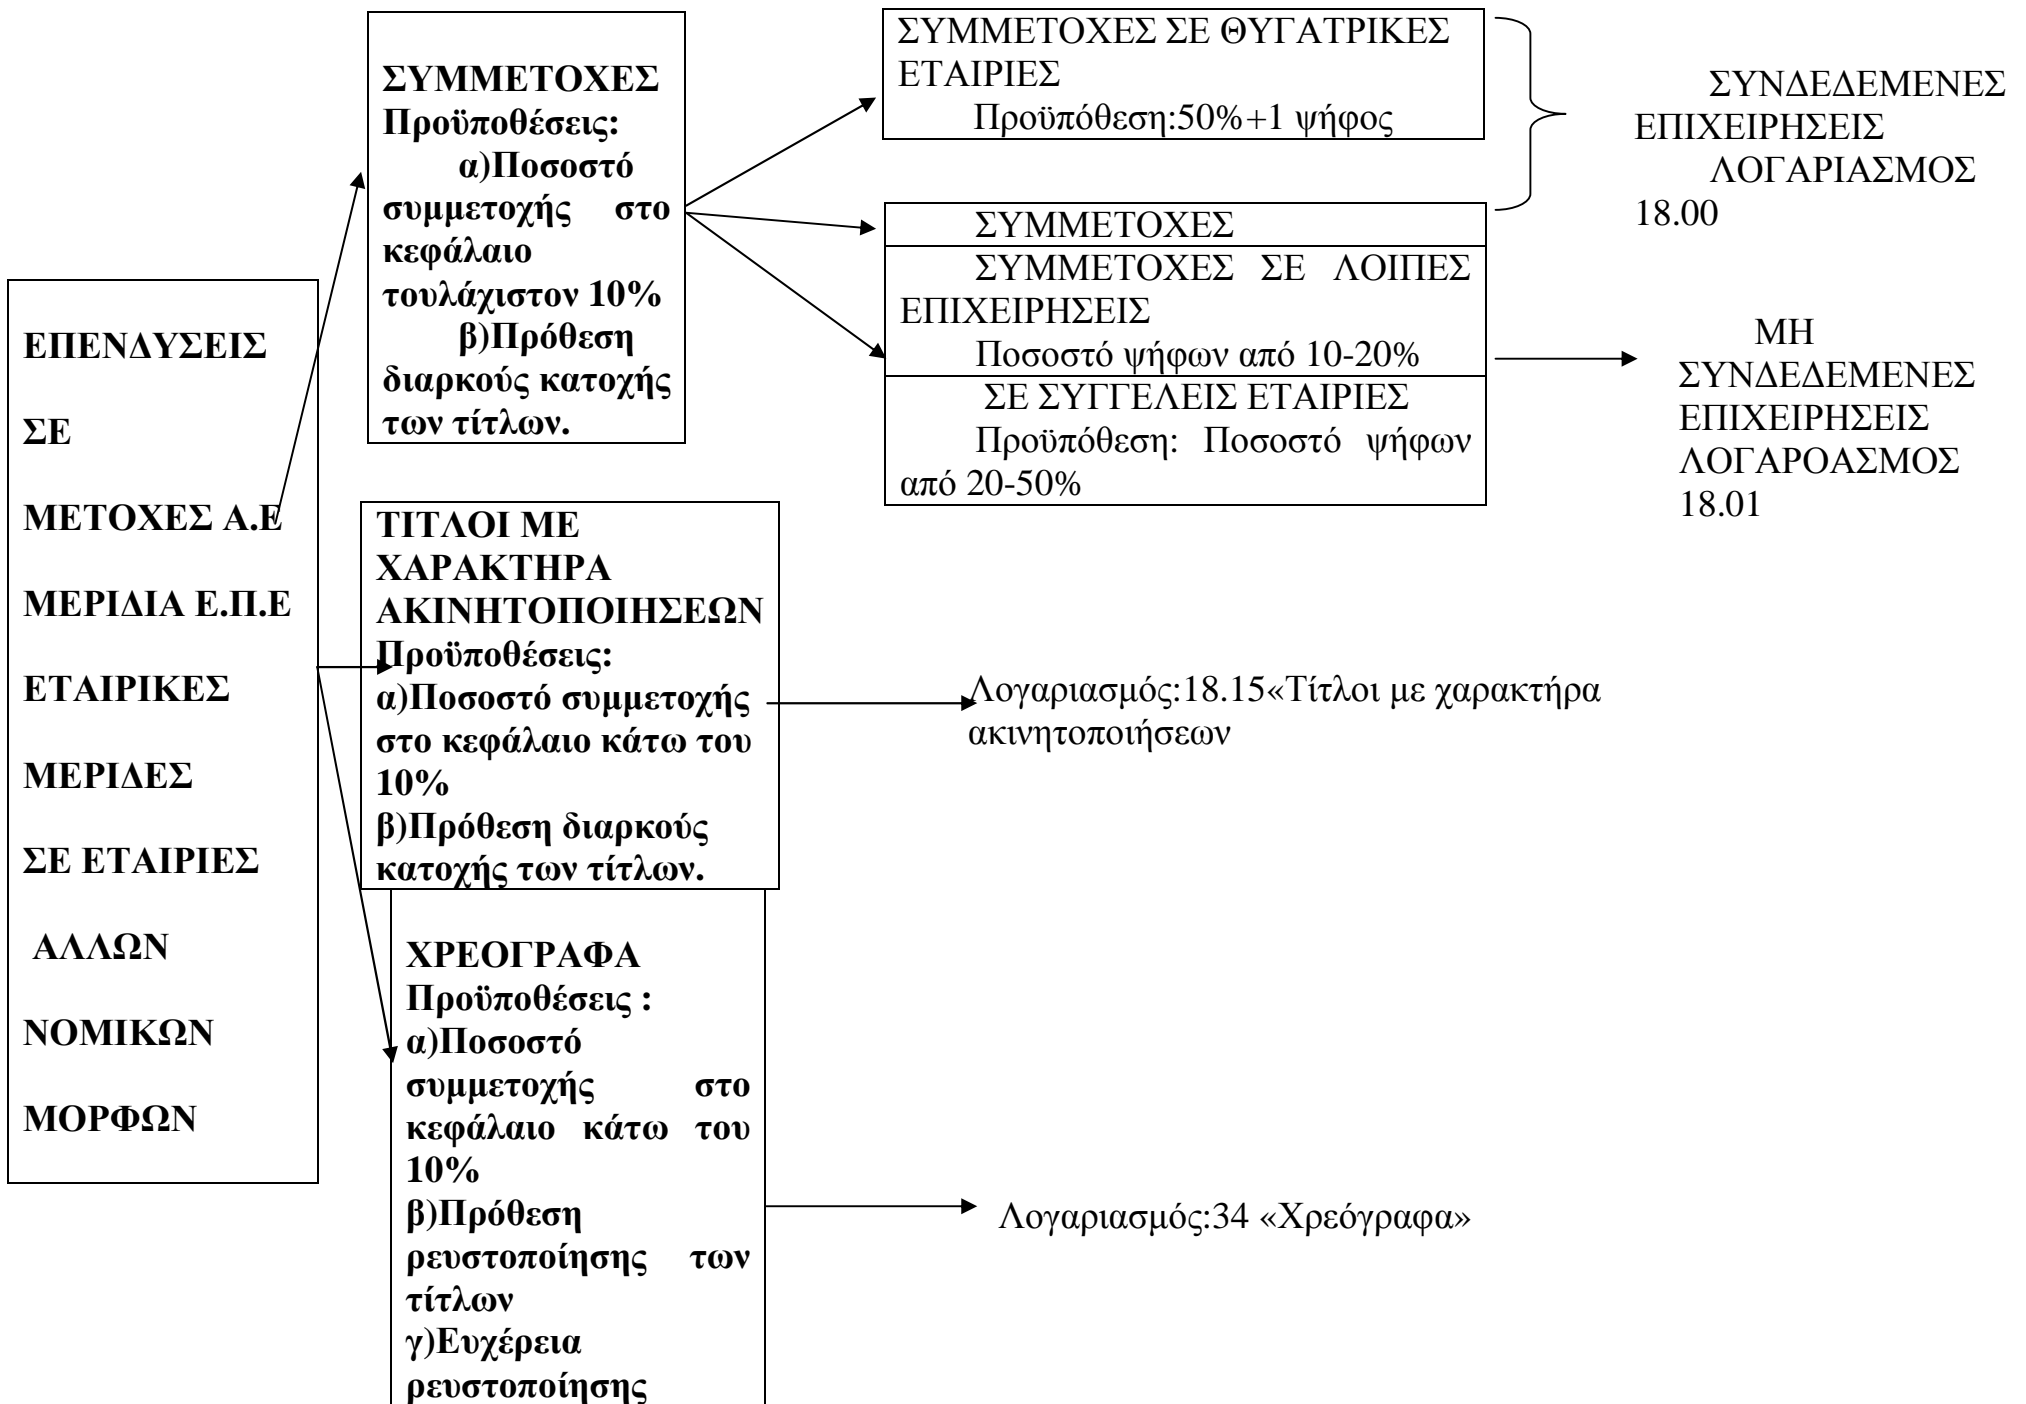 ΕΠΕΝΔΥΣΕΙΣ
ΣΕ
ΜΕΤΟΧΕΣ Α.Ε
ΜΕΡΙΔΙΑ Ε.Π.Ε
ΕΤΑΙΡΙΚΕΣ
ΜΕΡΙΔΕΣ
ΣΕ ΕΤΑΙΡΙΕΣ
ΑΛΛΩΝ
ΝΟΜΙΚΩΝ
ΜΟΡΦΩΝ
ΣΥΜΜΕΤΟΧΕΣ
Προϋποθέσεις:
α)Ποσοστό
συμμετοχής στο
κεφάλαιο
τουλάχιστον 10%
β)Πρόθεση
διαρκούς κατοχής
των τίτλων.
ΣΥΜΜΕΤΟΧΕΣ ΣΕ ΘΥΓΑΤΡΙΚΕΣ
ΕΤΑΙΡΙΕΣ
Προϋπόθεση:50%+1 ψήφος
ΣΥΜΜΕΤΟΧΕΣ
ΣΥΜΜΕΤΟΧΕΣ ΣΕ ΛΟΙΠΕΣ
ΕΠΙΧΕΙΡΗΣΕΙΣ
Ποσοστό ψήφων από 10-20%
ΣΕ ΣΥΓΓΕΛΕΙΣ ΕΤΑΙΡΙΕΣ
Προϋπόθεση: Ποσοστό ψήφων
από 20-50%
ΣΥΝΔΕΔΕΜΕΝΕΣ
ΕΠΙΧΕΙΡΗΣΕΙΣ
ΛΟΓΑΡΙΑΣΜΟΣ
18.00
ΜΗ
ΣΥΝΔΕΔΕΜΕΝΕΣ
ΕΠΙΧΕΙΡΗΣΕΙΣ
ΛΟΓΑΡΟΑΣΜΟΣ
18.01
ΤΙΤΛΟΙ ΜΕ
ΧΑΡΑΚΤΗΡΑ
ΑΚΙΝΗΤΟΠΟΙΗΣΕΩΝ
Προϋποθέσεις:
α)Ποσοστό συμμετοχής
στο κεφάλαιο κάτω του
10%
β)Πρόθεση διαρκούς
κατοχής των τίτλων.
Λογαριασμός:18.15«Τίτλοι με χαρακτήρα
ακινητοποιήσεων
ΧΡΕΟΓΡΑΦΑ
Προϋποθέσεις :
α)Ποσοστό
συμμετοχής στο
κεφάλαιο κάτω του
10%
β)Πρόθεση
ρευστοποίησης των
τίτλων
γ)Ευχέρεια
ρευστοποίησης
Λογαριασμός:34 «Χρεόγραφα»